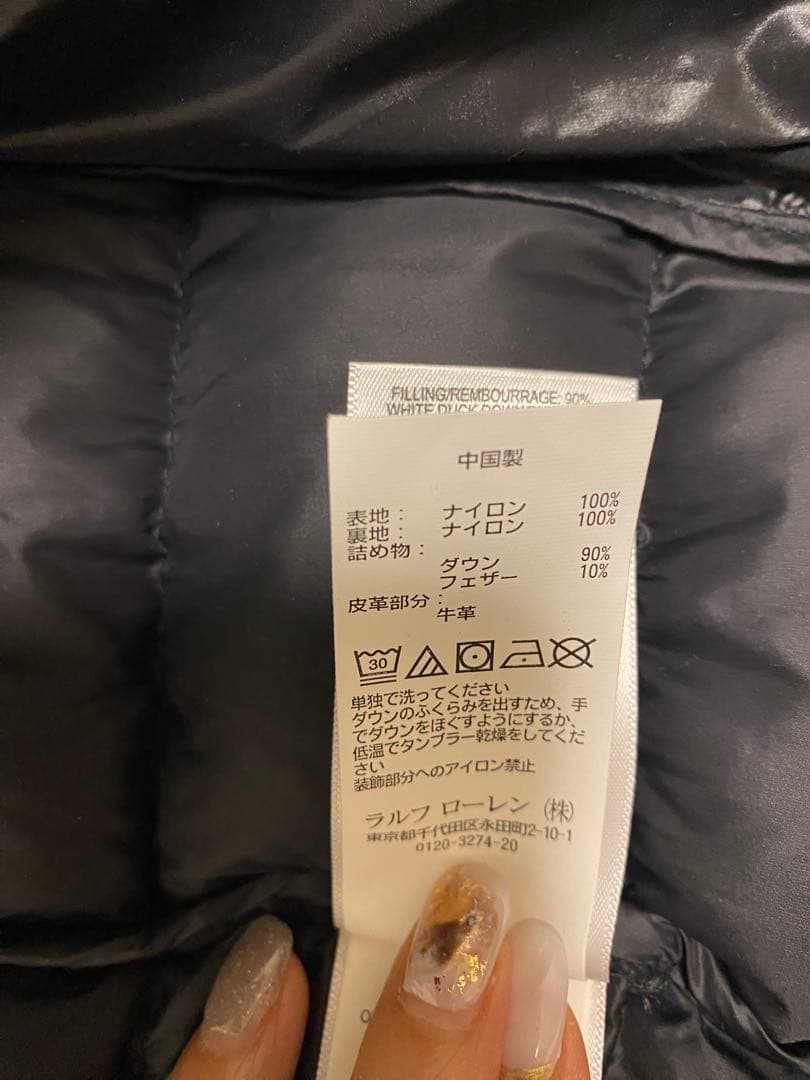 FILLING/REMBOURRAGE: 90%
WHITE DUCK DOWN
中国製
表地： ナイロン 100%
裏地： ナイロン 100%
詰め物：
ダウン 90%
フェザー 10%
皮革部分：
牛革
30
単独で洗ってください
ダウンのふくらみを出すため、手
でダウンをほぐすようにするか、
低温でタンブラー乾燥をしてくだ
さい
装飾部分へのアイロン禁止
ラルフ ローレン （株）
東京都千代田区永田町2-10-1
0120-3274-20